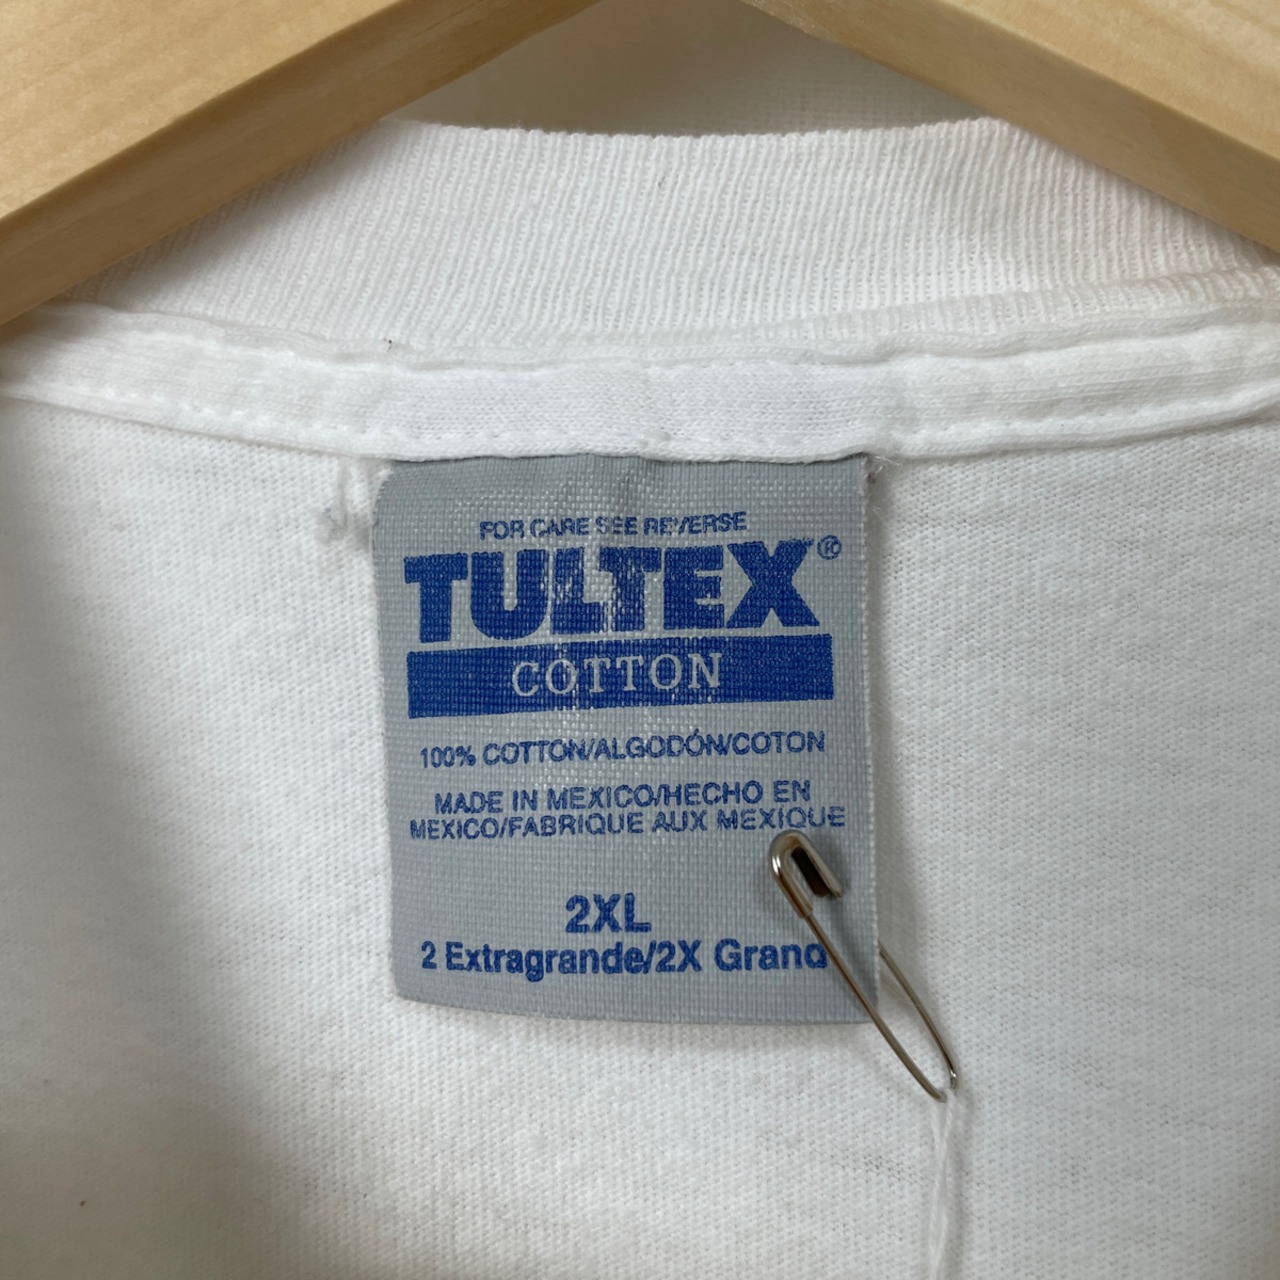 FOR CARE SEE REVERSE
TULTEX®
COTTON
100% COTTON/ALGODÓN/COTON
MADE IN MEXICO/HECHO EN
MEXICO/FABRIQUE AUX MEXIQUE
2XL
2 Extragrande/2X Grand